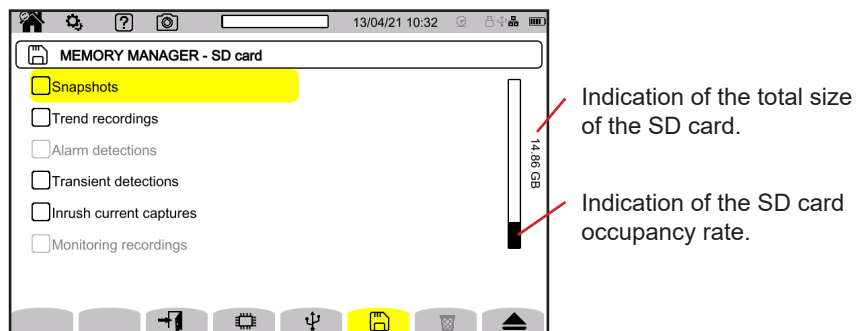 13/04/21 10:32
MEMORY MANAGER - SD card
Snapshots
Trend recordings
Alarm detections
Transient detections
Inrush current captures
Monitoring recordings
14.86 GB
Indication of the total size
of the SD card.
Indication of the SD card
occupancy rate.